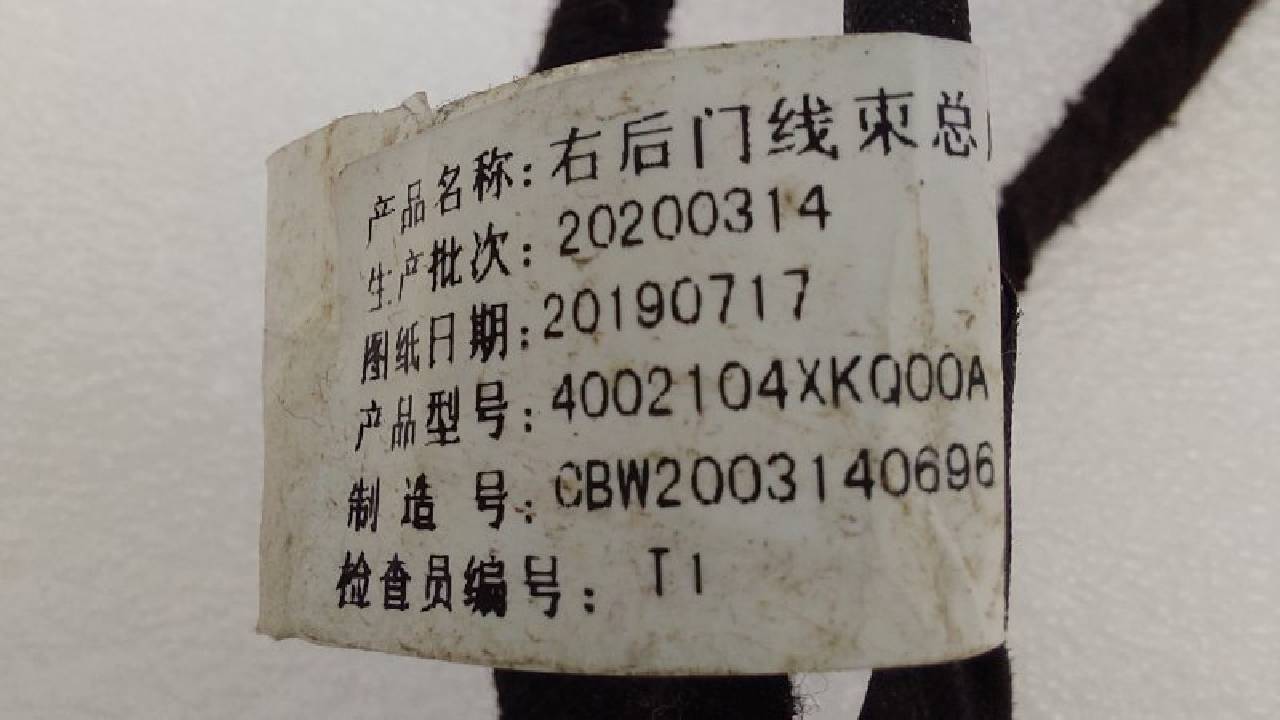 产品名称：右后门线束总
生产批次：20200314
图纸日期：20190717
产品型号：4002104XKQ00A
制造号：CBW2003140696
检查员编号：T1